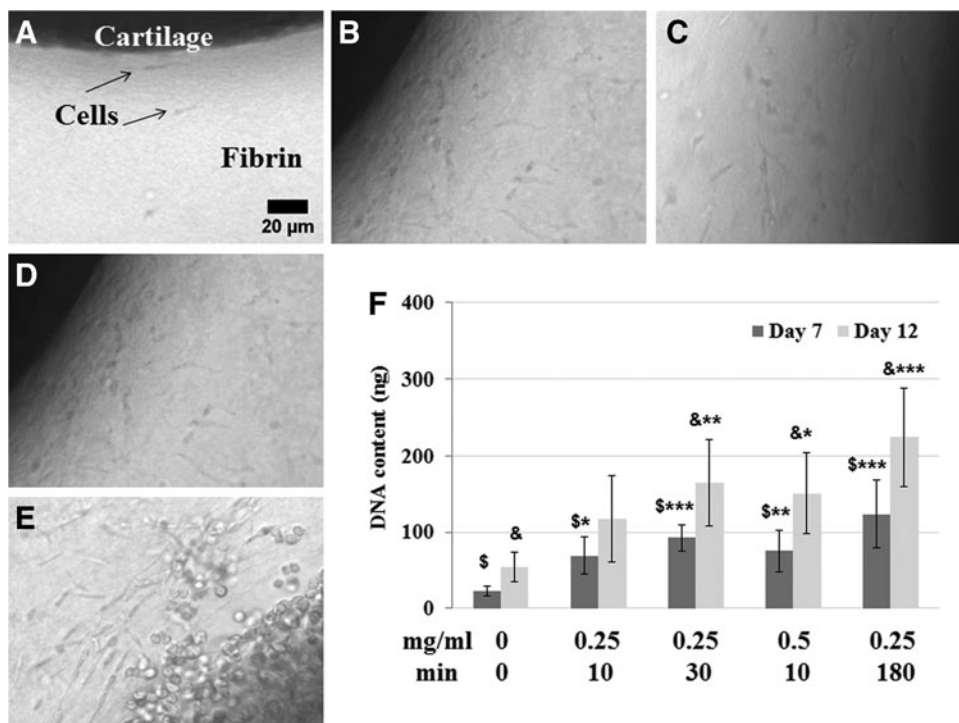 A
Cartilage
Cells
Fibrin
20 µm
B
C
D
E
F
400
300
200
100
0
DNA content (ng)
Day 7 Day 12
$ &
$*
$*** &**
$** &*
$*** &***
mg/ml 0 0.25 0.25 0.5 0.25
min 0 10 30 10 180